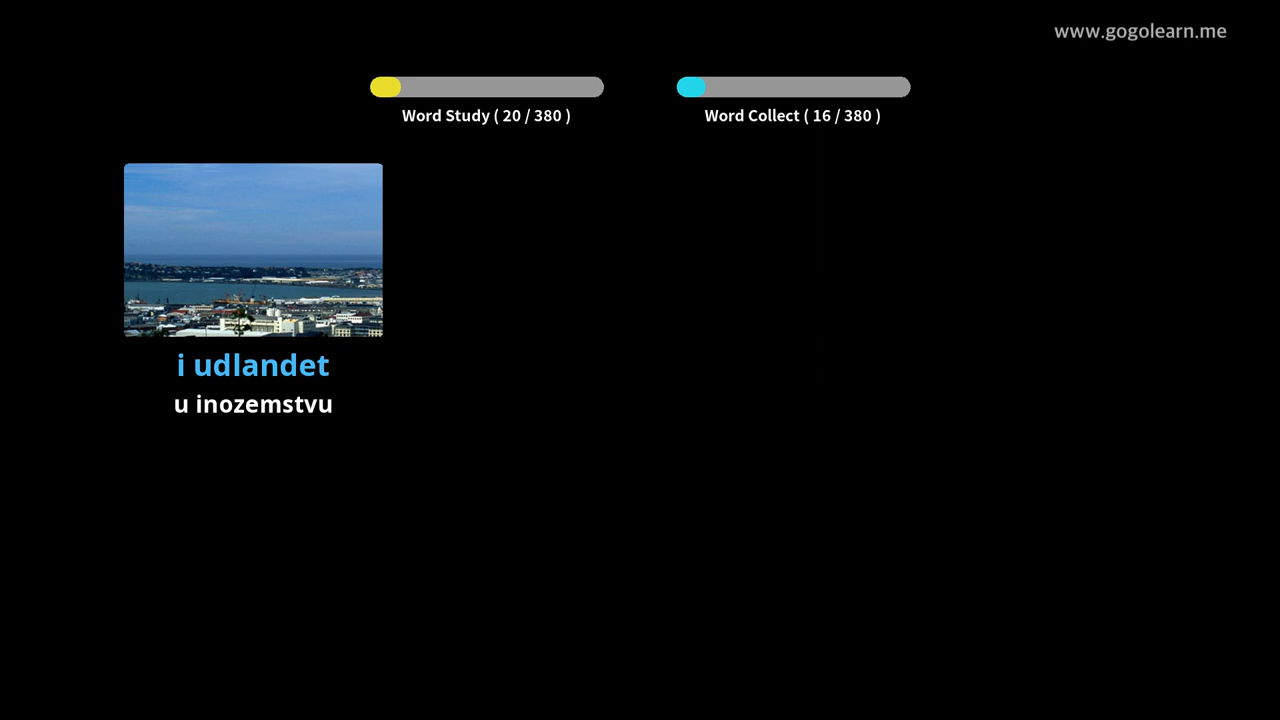 www.gogolearn.me
Word Study ( 20 / 380 )
Word Collect ( 16 / 380 )
i udlandet
u inozemstvu